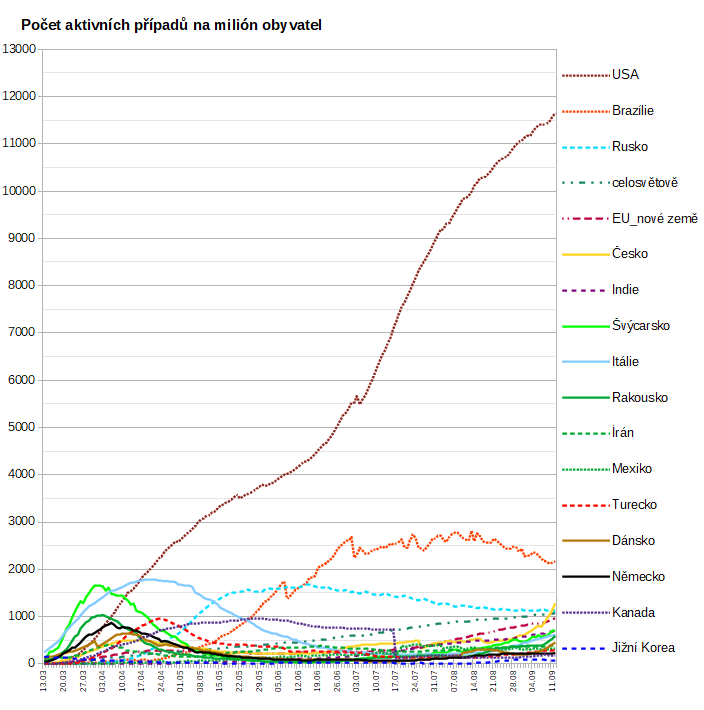 Počet aktivních případů na milión obyvatel
13000
12000
11000
10000
9000
8000
7000
6000
5000
4000
3000
2000
1000
0
USA
Brazílie
Rusko
celosvětově
EU_nové země
Česko
Indie
Švýcarsko
Itálie
Rakousko
Írán
Mexiko
Turecko
Dánsko
Německo
Kanada
Jižní Korea
13.03
20.03
27.03
03.04
10.04
17.04
24.04
01.05
08.05
15.05
22.05
29.05
05.06
12.06
19.06
26.06
03.07
10.07
17.07
24.07
31.07
07.08
14.08
21.08
28.08
04.09
11.09